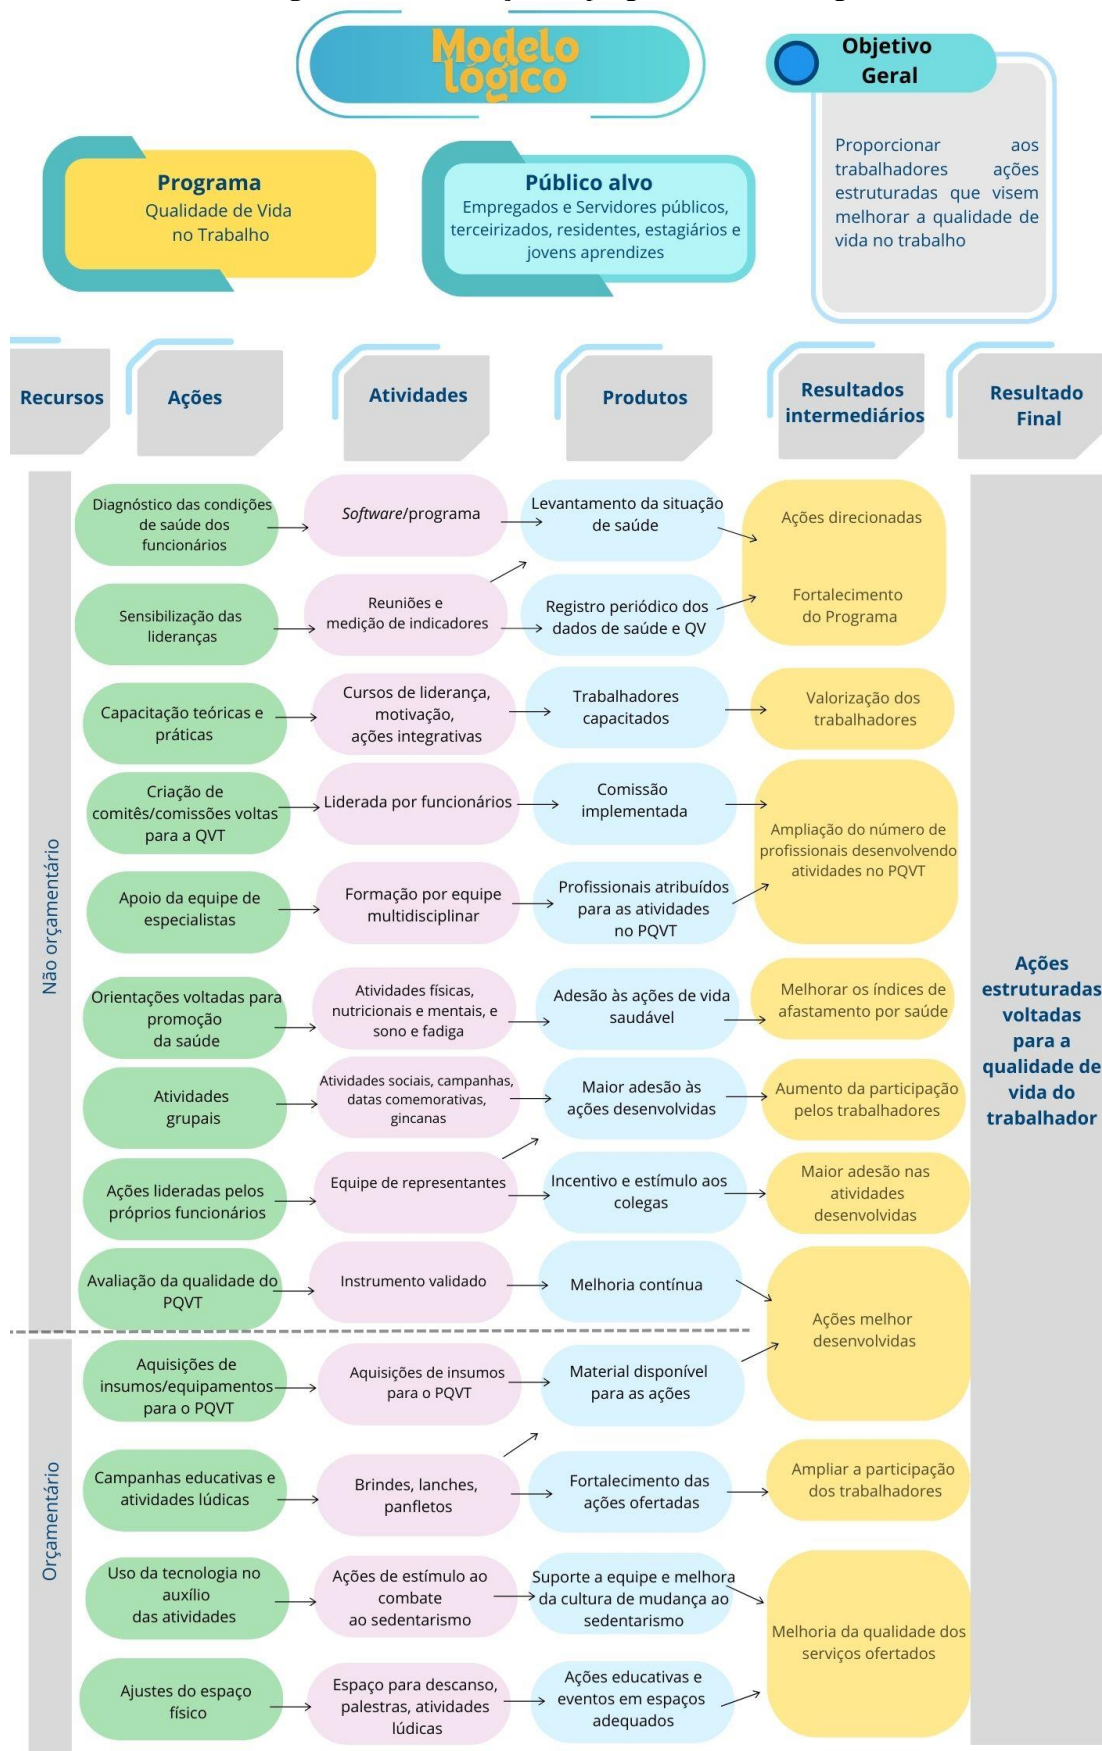 Modelo
lógico
Objetivo
Geral
Proporcionar aos
trabalhadores ações
estruturadas que visem
melhorar a qualidade de
vida no trabalho
Programa
Qualidade de Vida
no Trabalho
Público alvo
Empregados e Servidores públicos,
terceirizados, residentes, estagiários e
jovens aprendizes
Recursos
Ações
Atividades
Produtos
Resultados
intermediários
Resultado
Final
Não orçamentário
Diagnóstico das condições
de saúde dos
funcionários
Software/programa
Levantamento da situação
de saúde
Ações direcionadas
Sensibilização das
lideranças
Reuniões e
medição de indicadores
Registro periódico dos
dados de saúde e QV
Fortalecimento
do Programa
Capacitação teóricas e
práticas
Cursos de liderança,
motivação,
ações integrativas
Trabalhadores
capacitados
Valorização dos
trabalhadores
Criação de
comitês/comissões voltas
para a QVT
Liderada por funcionários
Comissão
implementada
Ampliação do número de
profissionais desenvolvendo
atividades no PQVT
Apoio da equipe de
especialistas
Formação por equipe
multidisciplinar
Profissionais atribuídos
para as atividades
no PQVT
Orientações voltadas para
promoção
da saúde
Atividades físicas,
nutricionais e mentais, e
sono e fadiga
Adesão às ações de vida
saudável
Melhorar os índices de
afastamento por saúde
Atividades
grupais
Atividades sociais, campanhas,
datas comemorativas,
gincanas
Maior adesão às
ações desenvolvidas
Aumento da participação
pelos trabalhadores
Ações lideradas pelos
próprios funcionários
Equipe de representantes
Incentivo e estímulo aos
colegas
Maior adesão nas
atividades
desenvolvidas
Avaliação da qualidade do
PQVT
Instrumento validado
Melhoria contínua
Ações melhor
desenvolvidas
Orçamentário
Aquisições de
insumos/equipamentos
para o PQVT
Aquisições de insumos
para o PQVT
Material disponível
para as ações
Campanhas educativas e
atividades lúdicas
Brindes, lanches,
panfletos
Fortalecimento das
ações ofertadas
Ampliar a participação
dos trabalhadores
Uso da tecnologia no
auxílio
das atividades
Ações de estímulo ao
combate
ao sedentarismo
Suporte a equipe e melhora
da cultura de mudança ao
sedentarismo
Melhoria da qualidade dos
serviços ofertados
Ajustes do espaço
físico
Espaço para descanso,
palestras, atividades
lúdicas
Ações educativas e
eventos em espaços
adequados
Ações
estruturadas
voltadas
para a
qualidade de
vida do
trabalhador